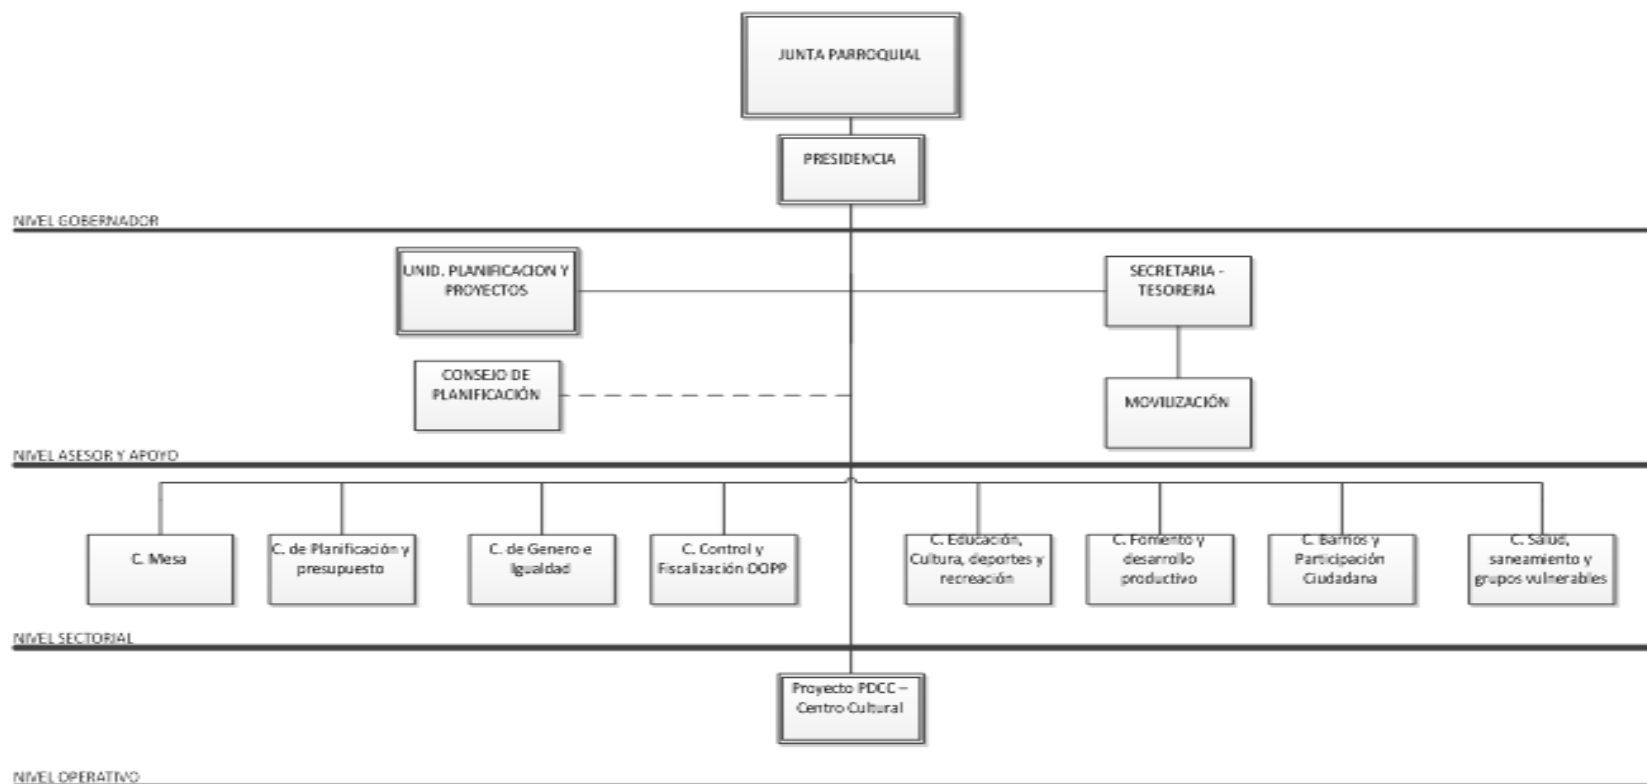 JUNTA PARROQUIAL
PRESIDENCIA
NIVEL GOBERNADOR
UNID. PLANIFICACION Y
PROYECTOS
SECRETARIA -
TESORERIA
CONSEJO DE
PLANIFICACIÓN
MOVILIZACIÓN
NIVEL ASESOR Y APOYO
C. Mesa
C. de Planificación y
presupuesto
C. de Genero e
Igualdad
C. Control y
Fiscalización OOPP
C. Educación,
Cultura, deportes y
recreación
C. Fomento y
desarrollo
productivo
C. Barrios y
Participación
Ciudadana
C. Salud,
saneamiento y
grupos vulnerables
NIVEL SECTORIAL
Proyecto PDCC –
Centro Cultural
NIVEL OPERATIVO